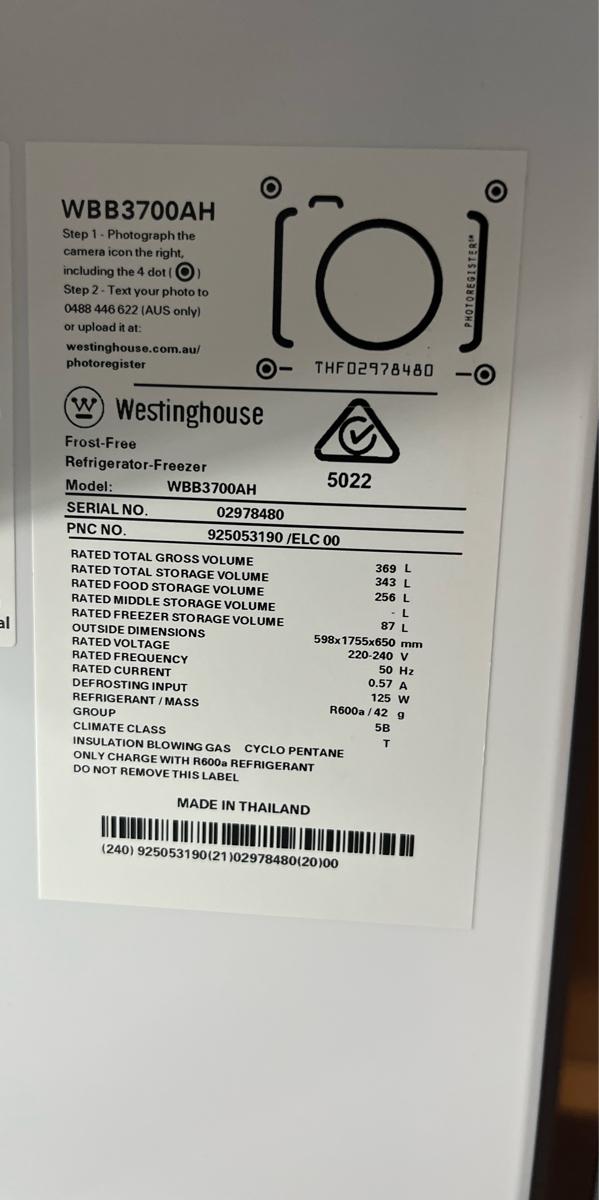 WBB3700AH
Step 1 - Photograph the
camera icon the right,
including the 4 dot ( )
Step 2 - Text your photo to
0488 446 622 (AUS only)
or upload it at:
westinghouse.com.au/
photoregister
PHOTOREGISTER
THF02978480
W Westinghouse
Frost-Free
Refrigerator-Freezer
5022
Model: WBB3700AH
SERIAL NO. 02978480
PNC NO. 925053190 /ELC 00
RATED TOTAL GROSS VOLUME 369 L
RATED TOTAL STORAGE VOLUME 343 L
RATED FOOD STORAGE VOLUME 256 L
RATED MIDDLE STORAGE VOLUME - L
RATED FREEZER STORAGE VOLUME 87 L
OUTSIDE DIMENSIONS 598x1755x650 mm
RATED VOLTAGE 220-240 V
RATED FREQUENCY 50 Hz
RATED CURRENT 0.57 A
DEFROSTING INPUT 125 W
REFRIGERANT / MASS R600a / 42 g
GROUP 5B
CLIMATE CLASS T
INSULATION BLOWING GAS CYCLO PENTANE
ONLY CHARGE WITH R600a REFRIGERANT
DO NOT REMOVE THIS LABEL
MADE IN THAILAND
(240) 925053190(21)02978480(20)00